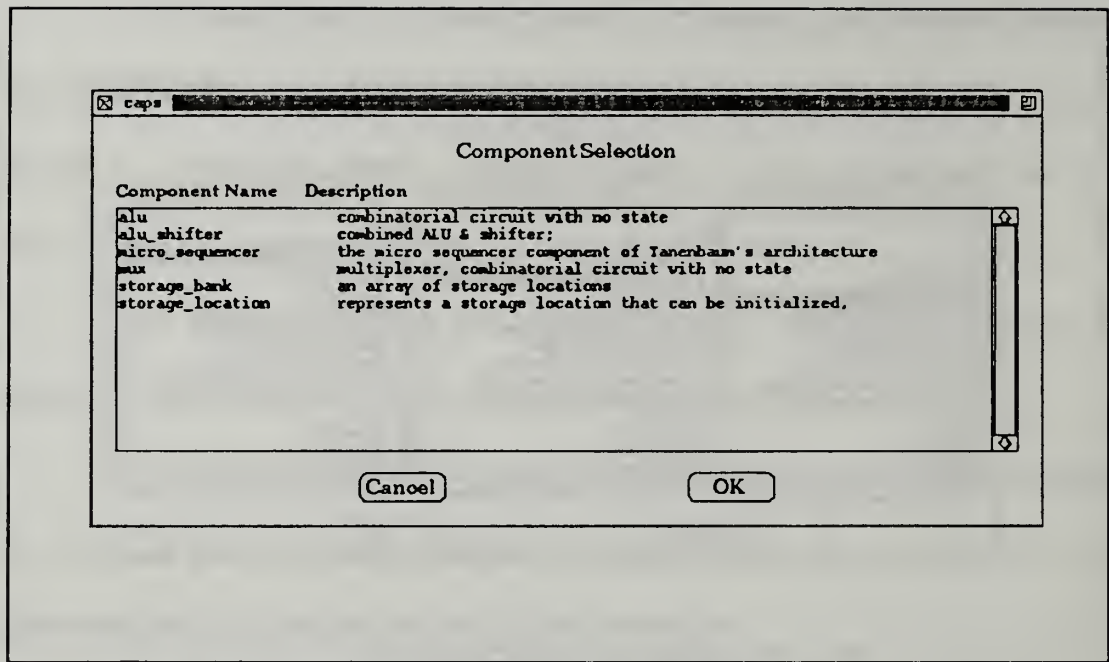 caps
Component Selection
Component Name Description
alu combinatorial circuit with no state
alu_shifter combined ALU & shifter;
micro_sequencer the micro sequencer component of Tanenbaum's architecture
mux multiplexer, combinatorial circuit with no state
storage_bank an array of storage locations
storage_location represents a storage location that can be initialized,
Cancel OK